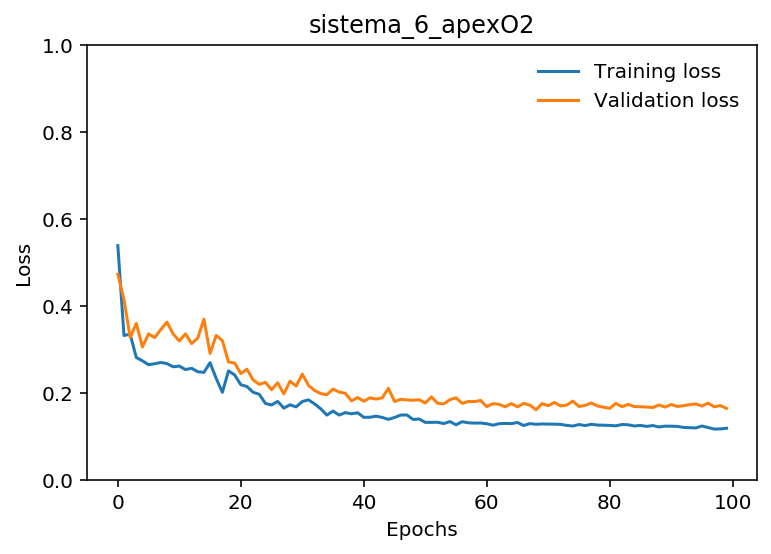 sistema_6_apexO2
Training loss
Validation loss
1.0
0.8
0.6
0.4
0.2
0.0
Loss
0 20 40 60 80 100
Epochs